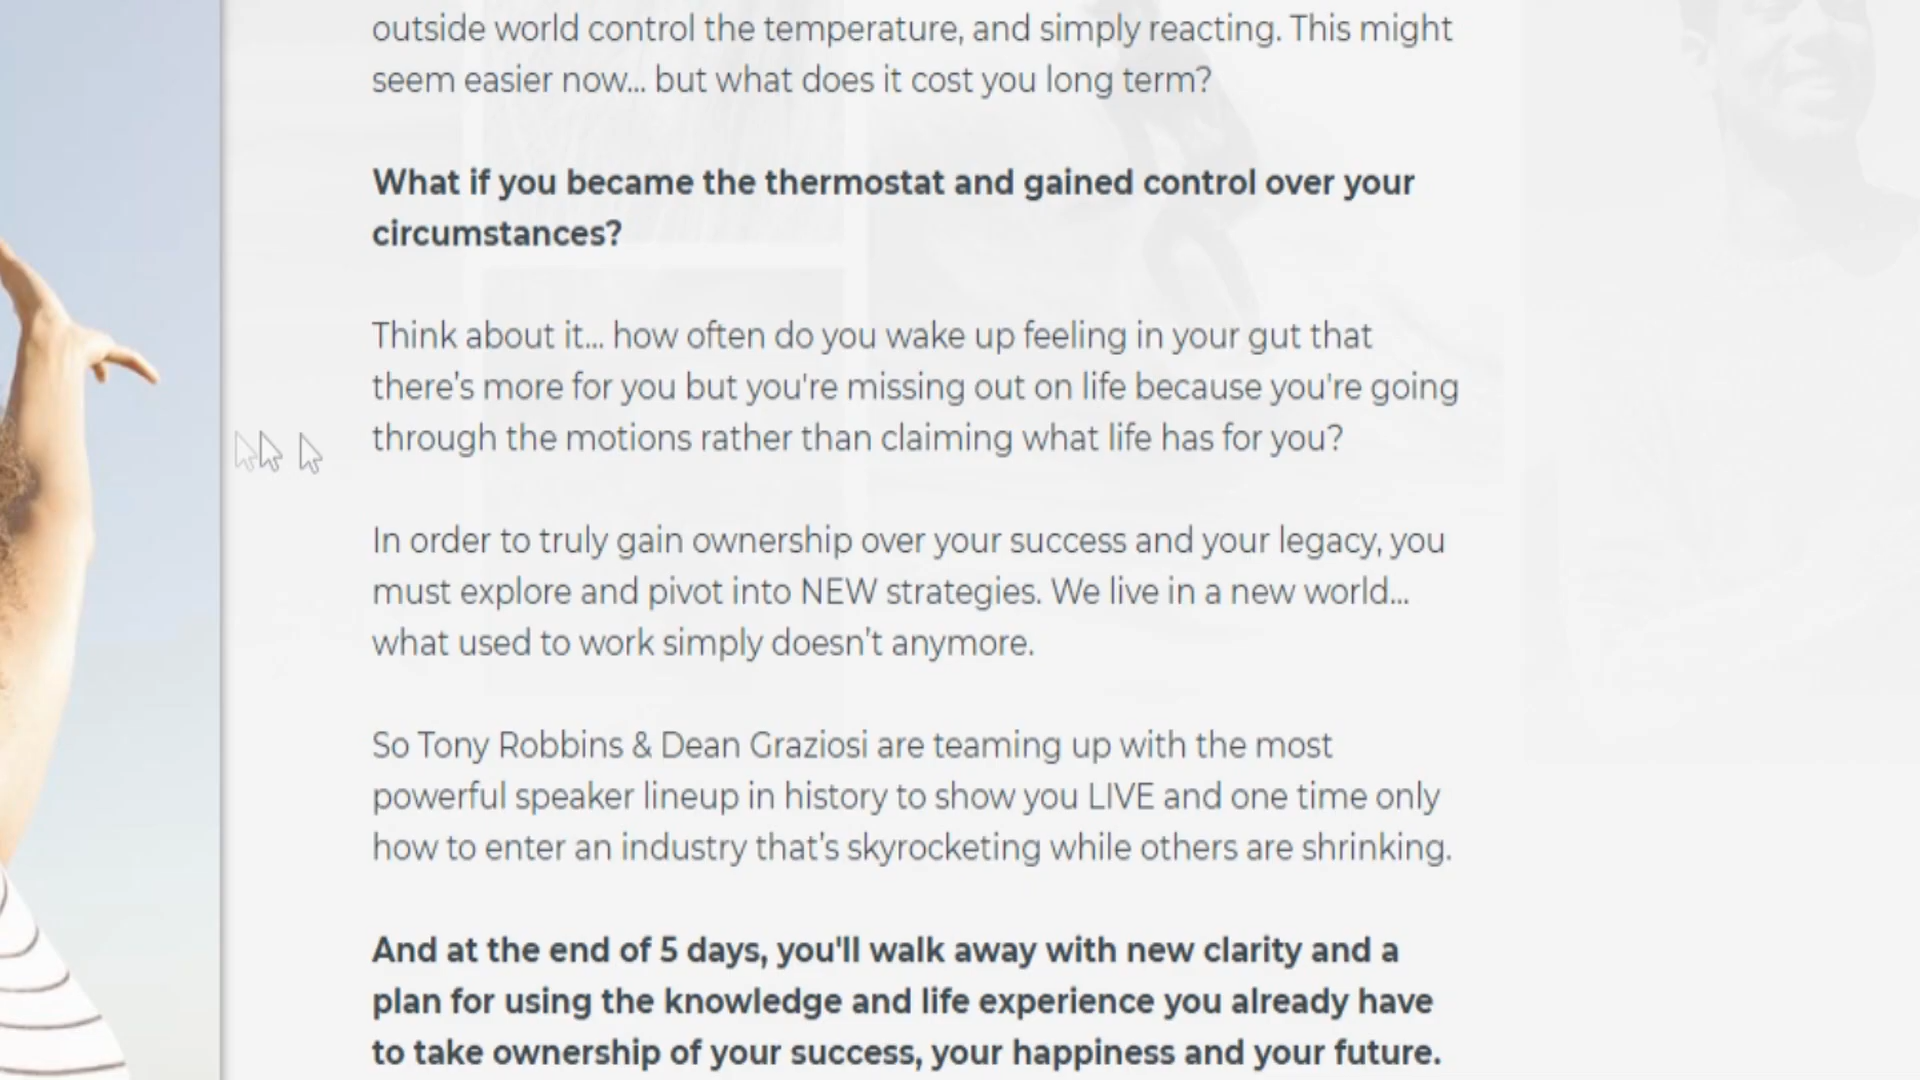 outside world control the temperature, and simply reacting. This might
seem easier now... but what does it cost you long term?
What if you became the thermostat and gained control over your
circumstances?
Think about it... how often do you wake up feeling in your gut that
there's more for you but you're missing out on life because you're going
through the motions rather than claiming what life has for you?
In order to truly gain ownership over your success and your legacy, you
must explore and pivot into NEW strategies. We live in a new world...
what used to work simply doesn't anymore.
So Tony Robbins & Dean Graziosi are teaming up with the most
powerful speaker lineup in history to show you LIVE and one time only
how to enter an industry that's skyrocketing while others are shrinking.
And at the end of 5 days, you'll walk away with new clarity and a
plan for using the knowledge and life experience you already have
to take ownership of your success, your happiness and your future.